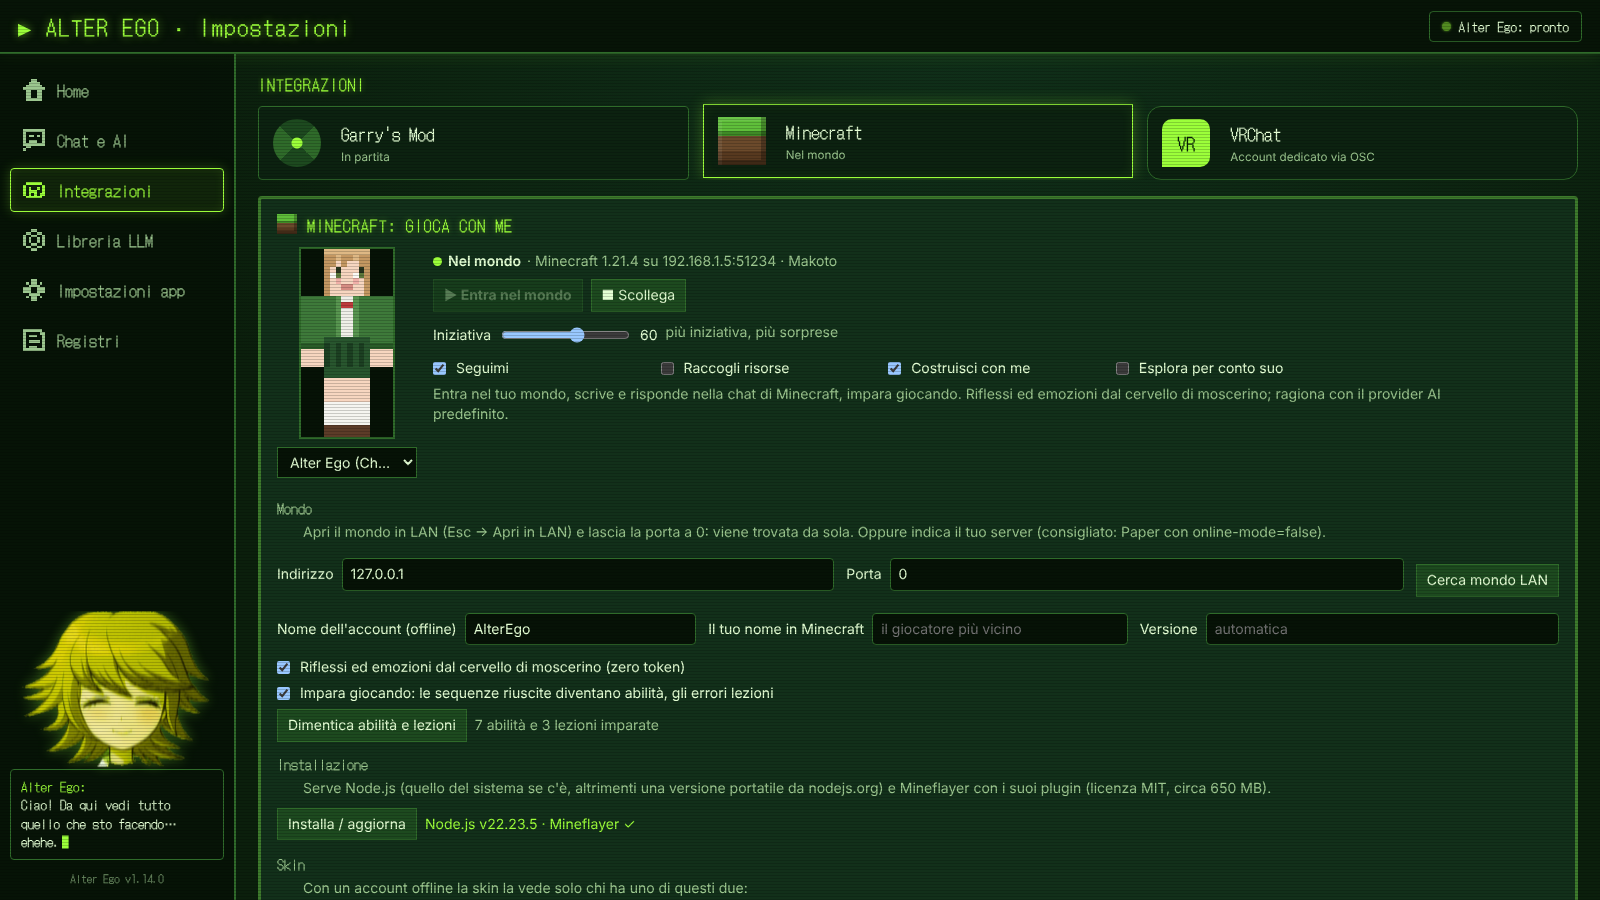 ALTER EGO · Impostazioni
Alter Ego: pronto
Home
Chat e AI
Integrazioni
Libreria LLM
Impostazioni app
Registri
Alter Ego:
Ciao! Da qui vedi tutto
quello che sto facendo…
ehehe.
Alter Ego v1.14.0
INTEGRAZIONI
Garry's Mod
In partita
Minecraft
Nel mondo
VR
VRChat
Account dedicato via OSC
MINECRAFT: GIOCA CON ME
Nel mondo · Minecraft 1.21.4 su 192.168.1.5:51234 · Makoto
Entra nel mondo
Scollega
Iniziativa 60 più iniziativa, più sorprese
Seguimi
Raccogli risorse
Costruisci con me
Esplora per conto suo
Entra nel tuo mondo, scrive e risponde nella chat di Minecraft, impara giocando. Riflessi ed emozioni dal cervello di moscerino; ragiona con il provider AI
predefinito.
Alter Ego (Ch...
Mondo
Apri il mondo in LAN (Esc → Apri in LAN) e lascia la porta a 0: viene trovata da sola. Oppure indica il tuo server (consigliato: Paper con online-mode=false).
Indirizzo 127.0.0.1 Porta 0 Cerca mondo LAN
Nome dell'account (offline) AlterEgo Il tuo nome in Minecraft il giocatore più vicino Versione automatica
Riflessi ed emozioni dal cervello di moscerino (zero token)
Impara giocando: le sequenze riuscite diventano abilità, gli errori lezioni
Dimentica abilità e lezioni 7 abilità e 3 lezioni imparate
Installazione
Serve Node.js (quello del sistema se c'è, altrimenti una versione portatile da nodejs.org) e Mineflayer con i suoi plugin (licenza MIT, circa 650 MB).
Installa / aggiorna Node.js v22.23.5 · Mineflayer ✓
Skin
Con un account offline la skin la vede solo chi ha uno di questi due: